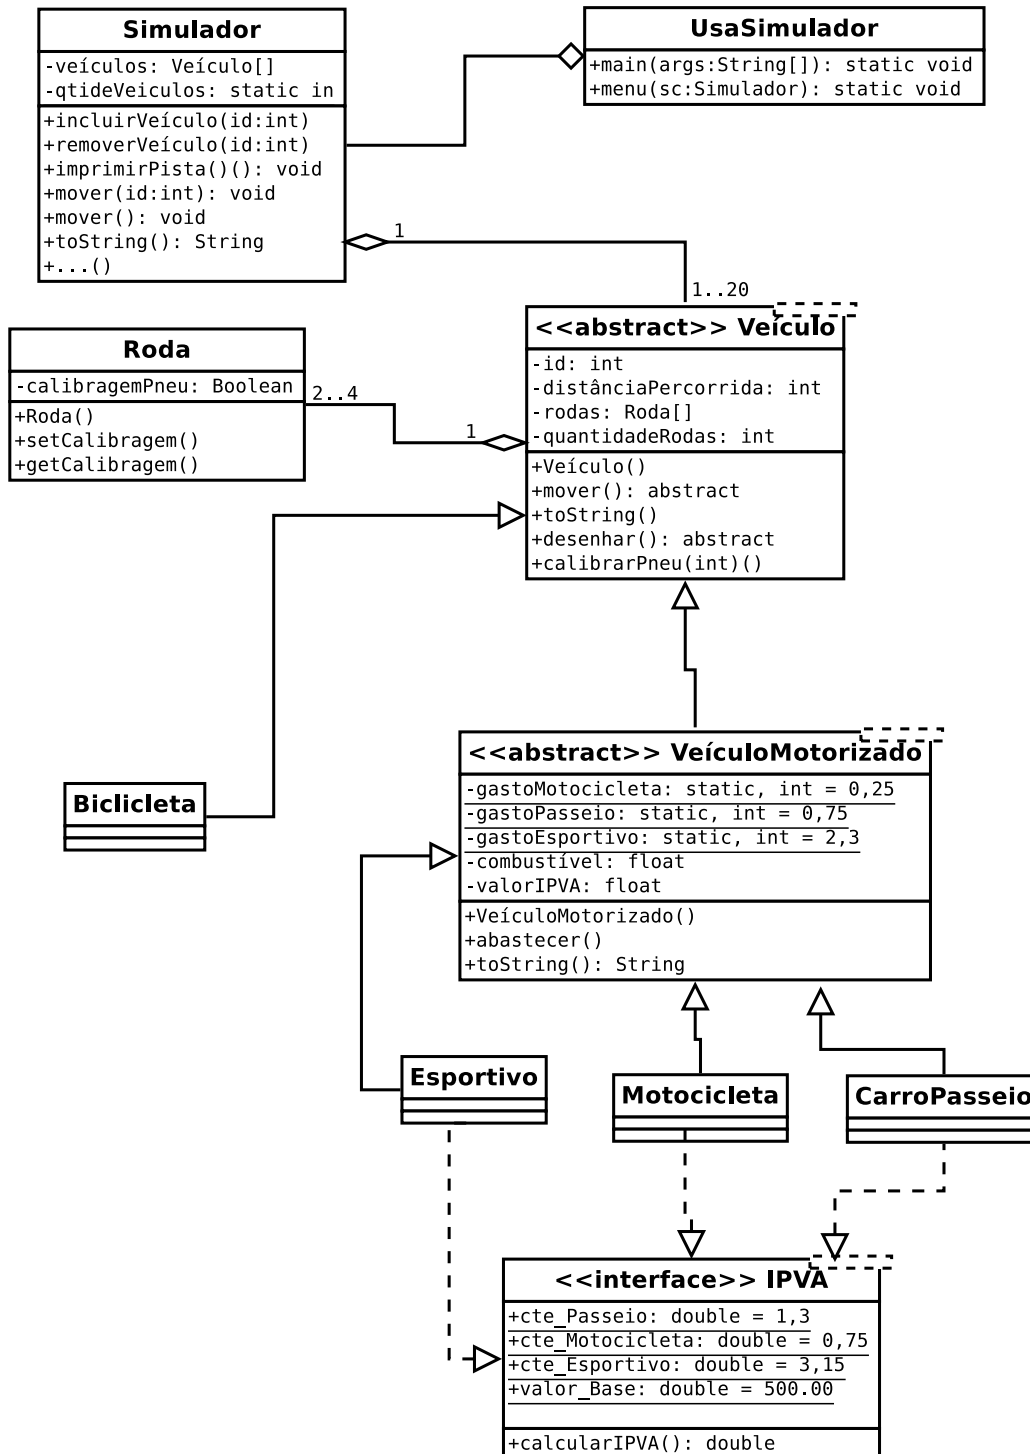 Simulador
-veículos: Veículo[]
-qtideVeiculos: static in
+incluirVeículo(id:int)
+removerVeículo(id:int)
+imprimirPista()(): void
+mover(id:int): void
+mover(): void
+toString(): String
+...()
UsaSimulador
+main(args:String[]): static void
+menu(sc:Simulador): static void
1
1..20
<<abstract>> Veículo
-id: int
-distânciaPercorrida: int
-rodas: Roda[]
-quantidadeRodas: int
+Veículo()
+mover(): abstract
+toString()
+desenhar(): abstract
+calibrarPneu(int)()
Roda
-calibragemPneu: Boolean
+Roda()
+setCalibragem()
+getCalibragem()
2..4
1
Biclicleta
<<abstract>> VeículoMotorizado
-gastoMotocicleta: static, int = 0,25
-gastoPasseio: static, int = 0,75
-gastoEsportivo: static, int = 2,3
-combustível: float
-valorIPVA: float
+VeículoMotorizado()
+abastecer()
+toString(): String
Esportivo
Motocicleta
CarroPasseio
<<interface>> IPVA
+cte_Passeio: double = 1,3
+cte_Motocicleta: double = 0,75
+cte_Esportivo: double = 3,15
+valor_Base: double = 500.00
+calcularIPVA(): double